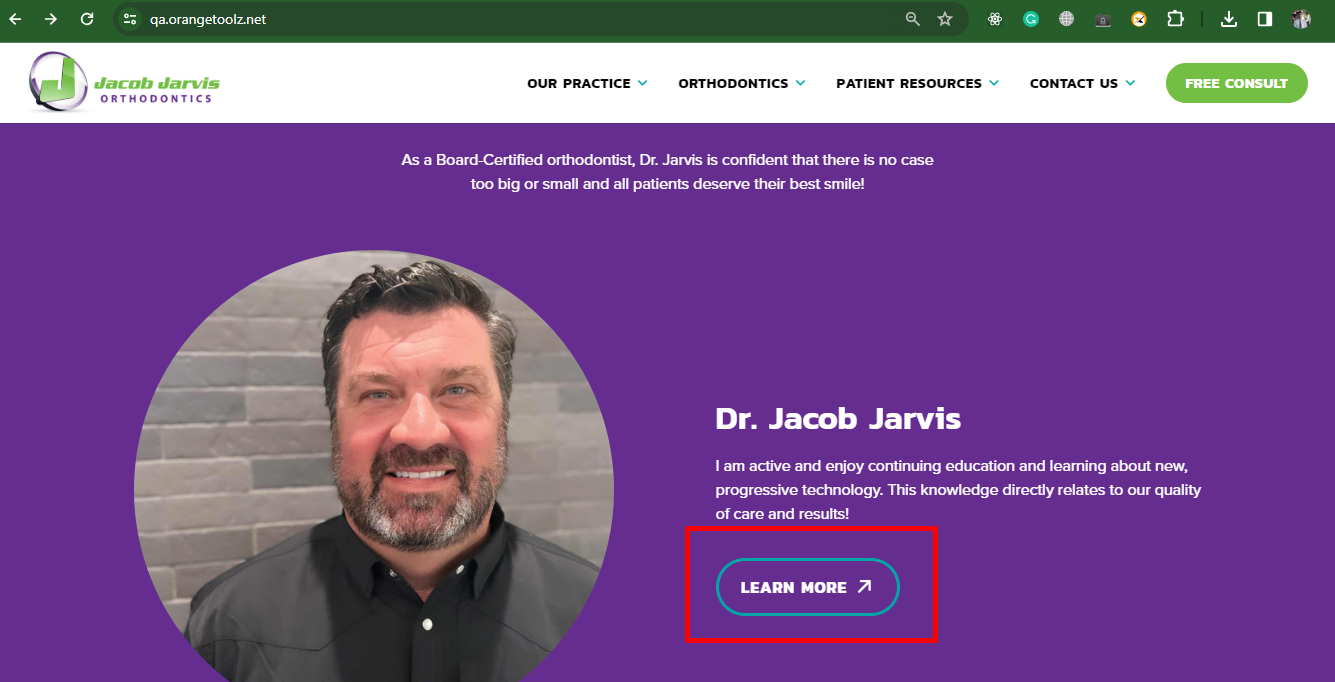 qa.orangetoolz.net
Jacob Jarvis
ORTHODONTICS
OUR PRACTICE
ORTHODONTICS
PATIENT RESOURCES
CONTACT US
FREE CONSULT
As a Board-Certified orthodontist, Dr. Jarvis is confident that there is no case
too big or small and all patients deserve their best smile!
Dr. Jacob Jarvis
I am active and enjoy continuing education and learning about new,
progressive technology. This knowledge directly relates to our quality
of care and results!
LEARN MORE